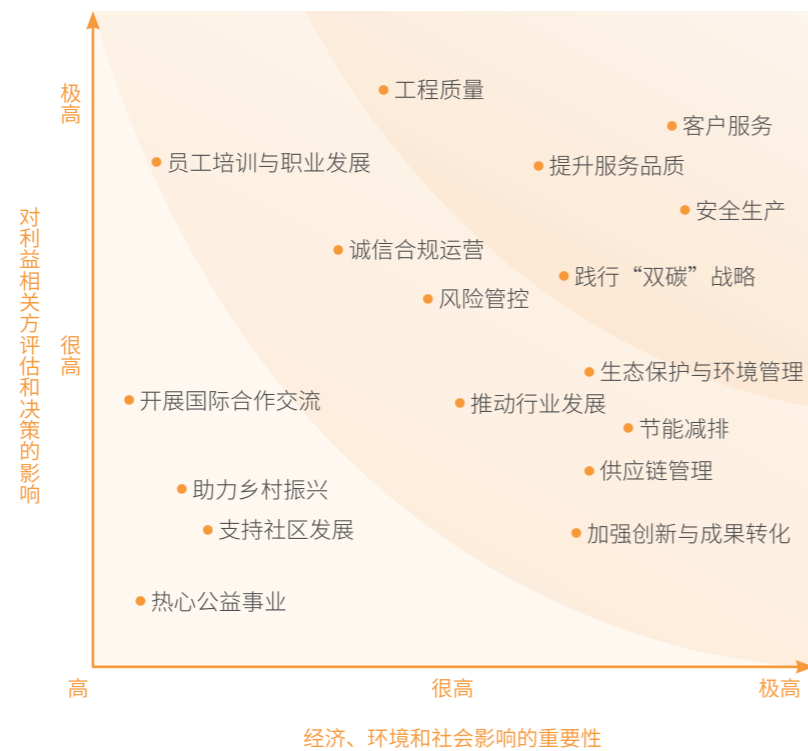 极高
工程质量
客户服务
员工培训与职业发展
提升服务品质
安全生产
对利益相关方评估和决策的影响
诚信合规运营
践行“双碳”战略
风险管控
很高
生态保护与环境管理
开展国际合作交流
推动行业发展
节能减排
供应链管理
助力乡村振兴
支持社区发展
加强创新与成果转化
热心公益事业
高
很高
极高
经济、环境和社会影响的重要性